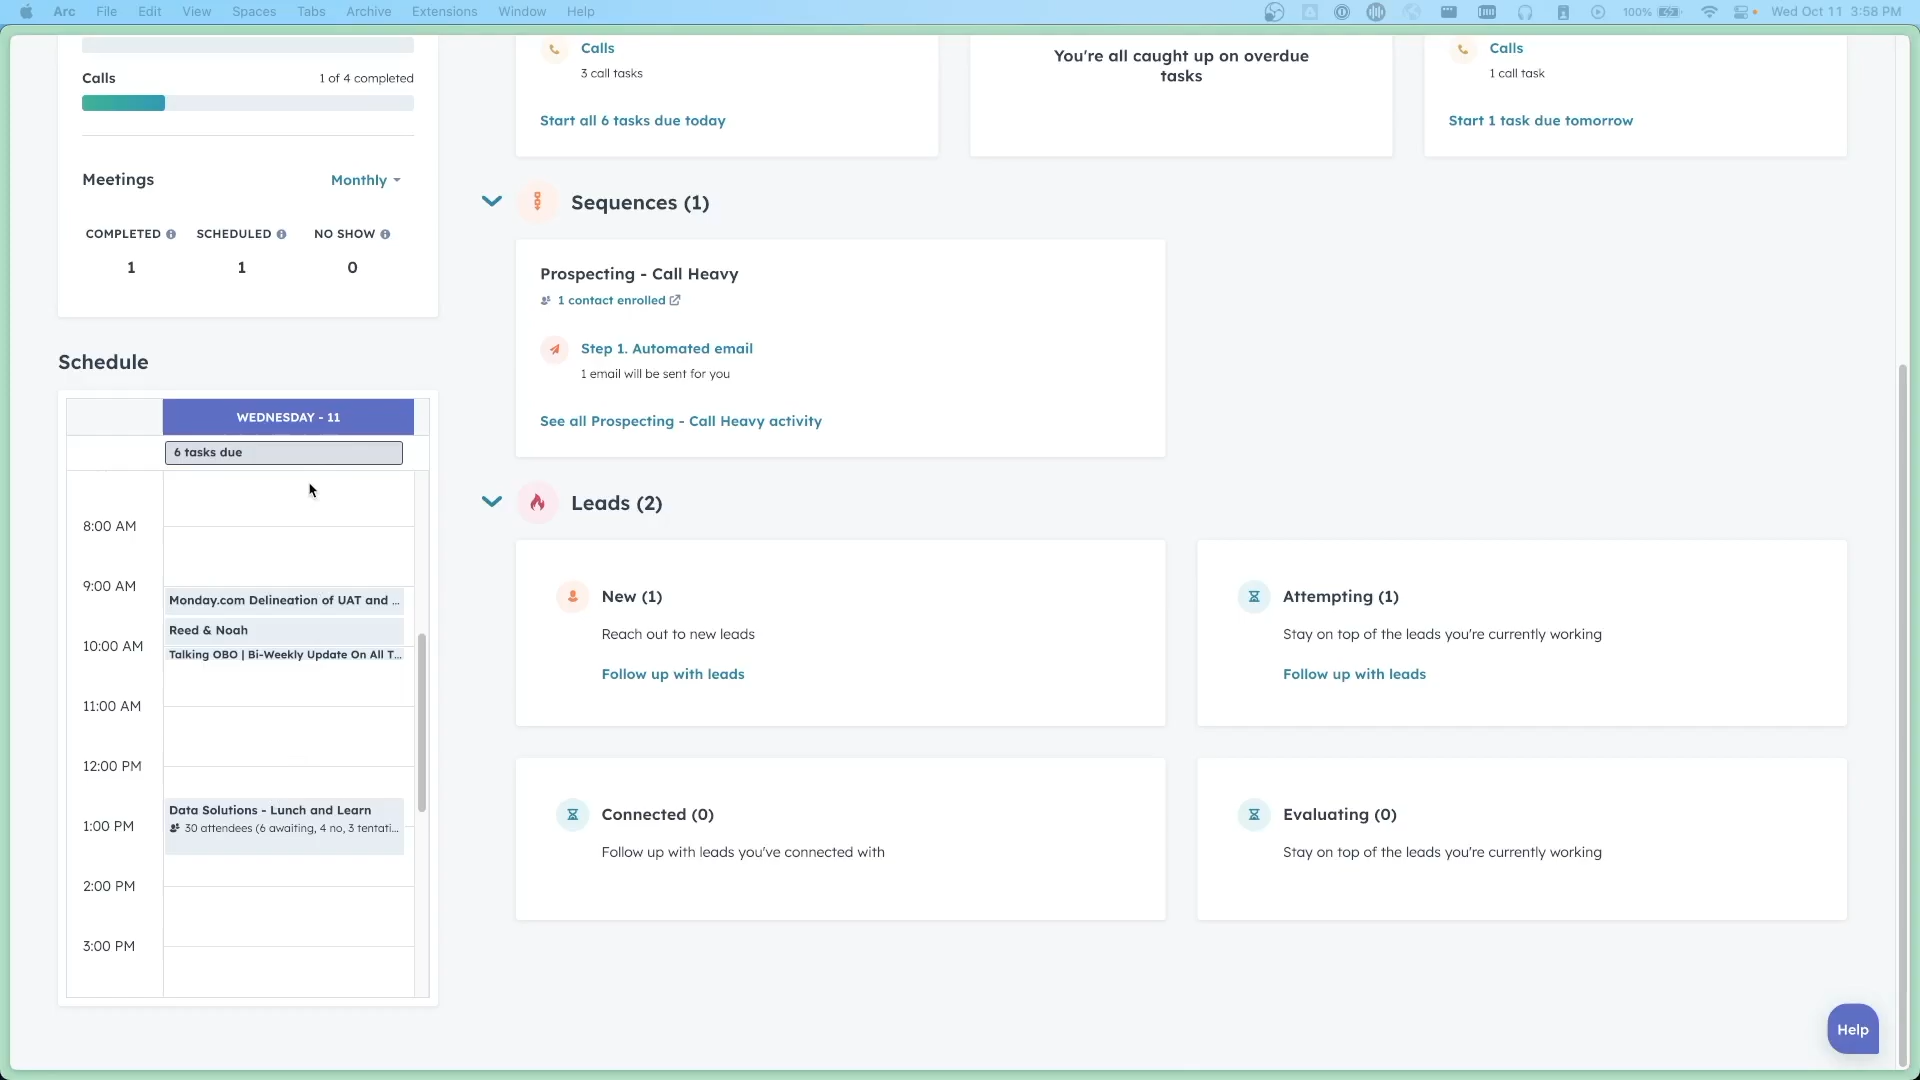 Arc File Edit View Spaces Tabs Archive Extensions Window Help
100% Wed Oct 11 3:58 PM
Calls
1 of 4 completed
Meetings
Monthly
COMPLETED SCHEDULED NO SHOW
1 1 0
Schedule
WEDNESDAY - 11
6 tasks due
8:00 AM
9:00 AM
Monday.com Delineation of UAT and ...
Reed & Noah
10:00 AM
Talking OBO | Bi-Weekly Update On All T...
11:00 AM
12:00 PM
Data Solutions - Lunch and Learn
30 attendees (6 awaiting, 4 no, 3 tentati...
1:00 PM
2:00 PM
3:00 PM
Calls
3 call tasks
Start all 6 tasks due today
You're all caught up on overdue
tasks
Calls
1 call task
Start 1 task due tomorrow
Sequences (1)
Prospecting - Call Heavy
1 contact enrolled
Step 1. Automated email
1 email will be sent for you
See all Prospecting - Call Heavy activity
Leads (2)
New (1)
Reach out to new leads
Follow up with leads
Attempting (1)
Stay on top of the leads you're currently working
Follow up with leads
Connected (0)
Follow up with leads you've connected with
Evaluating (0)
Stay on top of the leads you're currently working
Help